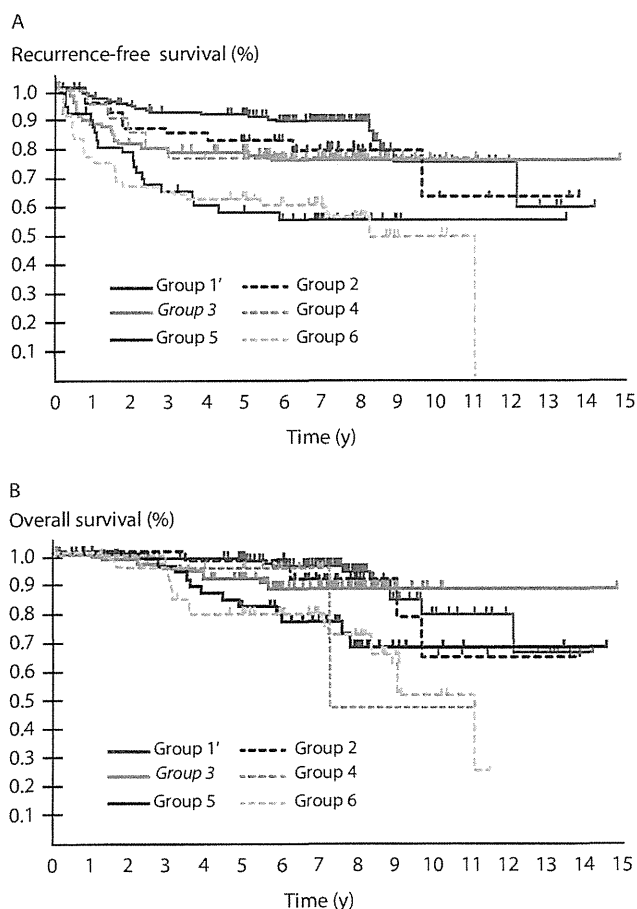 A
Recurrence-free survival (%)
1.0
0.9
0.8
0.7
0.6
0.5
0.4
0.3
0.2
0.1
Group 1' Group 2
Group 3 Group 4
Group 5 Group 6
0 1 2 3 4 5 6 7 8 9 10 11 12 13 14 15
Time (y)
B
Overall survival (%)
1.0
0.9
0.8
0.7
0.6
0.5
0.4
0.3
0.2
0.1
Group 1' Group 2
Group 3 Group 4
Group 5 Group 6
0 1 2 3 4 5 6 7 8 9 10 11 12 13 14 15
Time (y)